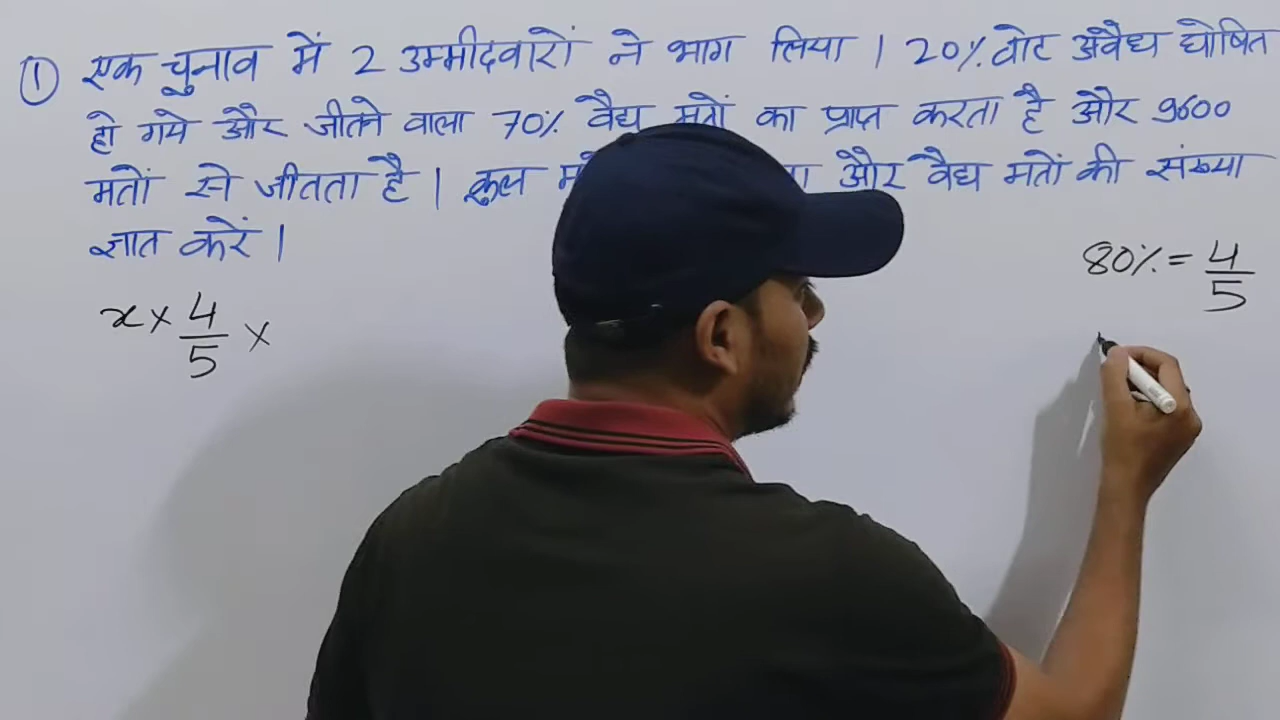 ① एक चुनाव में 2 उम्मीदवारों ने भाग लिया । 20% वोट अवैध घोषित
हो गये और जीतने वाला 70% वैद्य मतों का प्राप्त करता है और 9600
मतों से जीतता है । कुल और वैद्य मतों की संख्या
ज्ञात करें ।
80% = 4/5
x × 4/5 ×